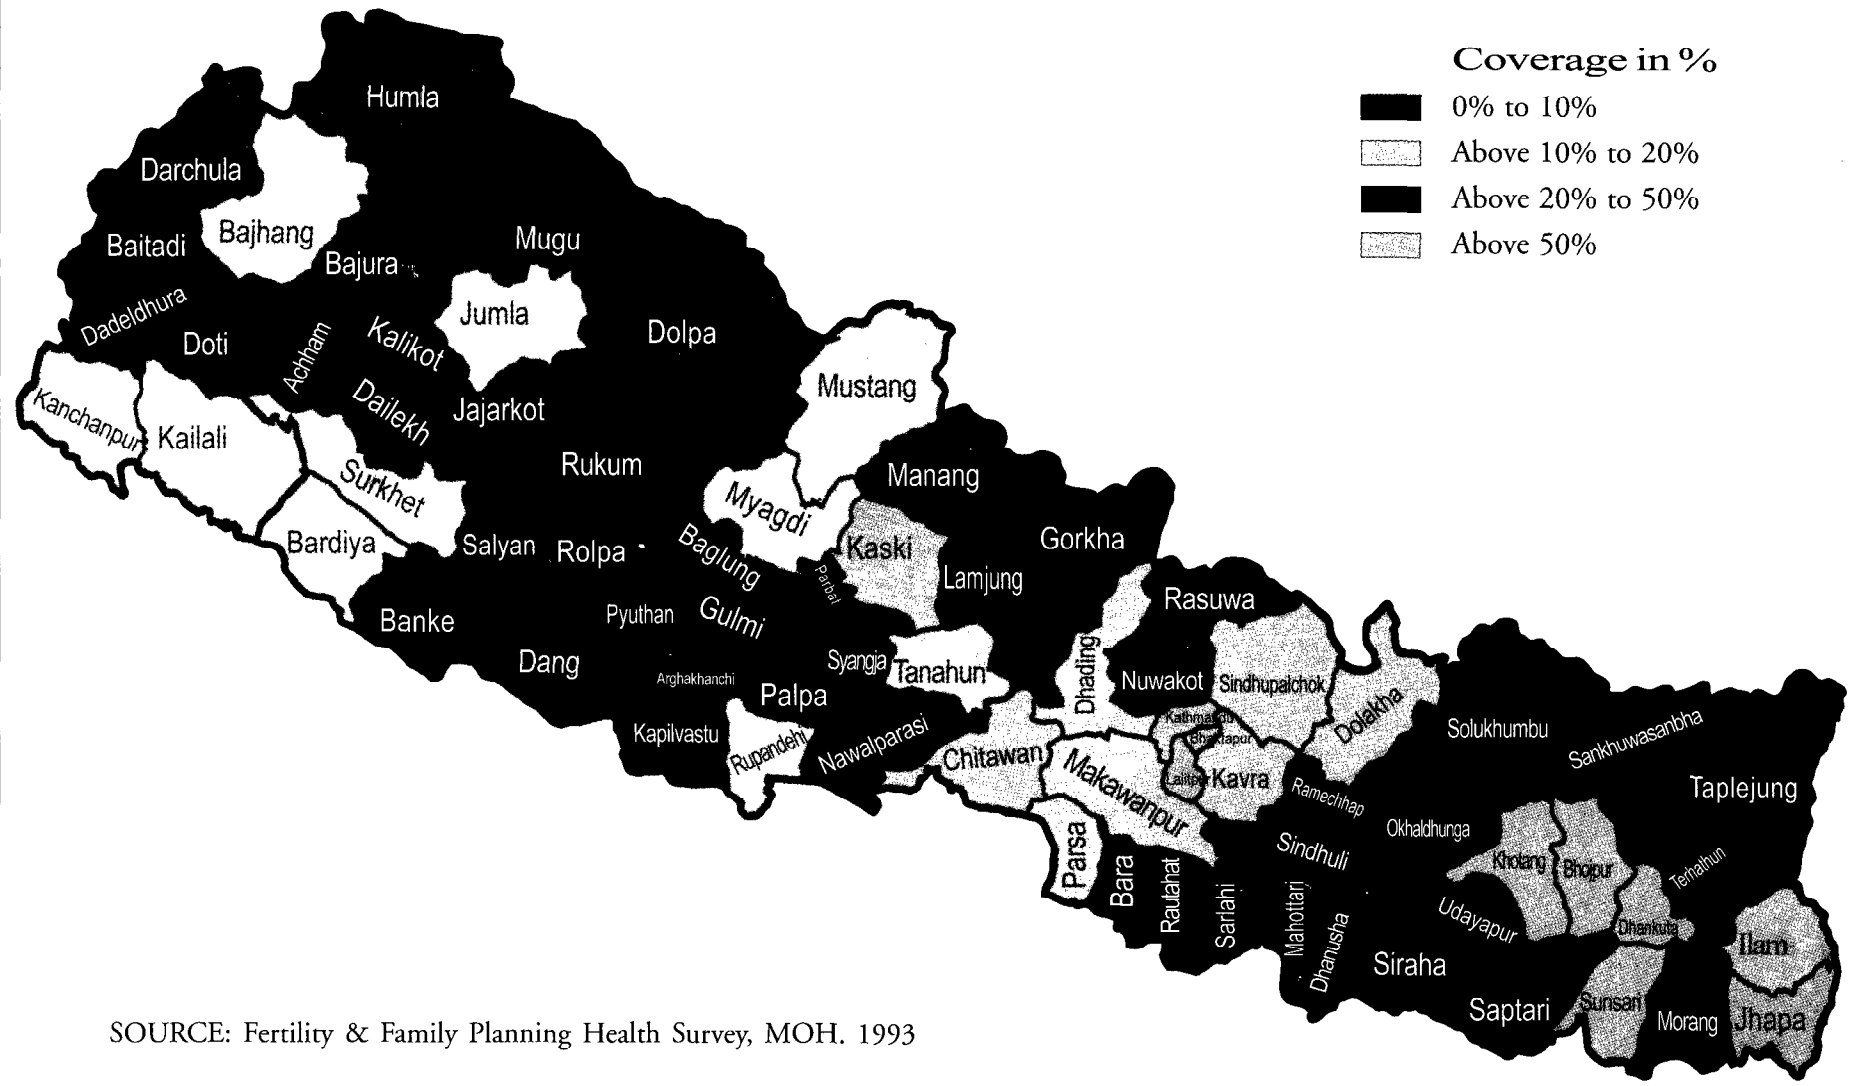 Coverage in %
0% to 10%
Above 10% to 20%
Above 20% to 50%
Above 50%
Humla
Darchula
Bajhang
Baitadi
Mugu
Bajura
Dadeldhura
Jumla
Kalikot
Dolpa
Doti
Achham
Mustang
Dailekh
Jajarkot
Kanchanpur
Kailali
Rukum
Manang
Surkhet
Myagdi
Gorkha
Bardiya
Salyan
Rolpa
Baglung
Kaski
Parbat
Lamjung
Rasuwa
Banke
Pyuthan
Gulmi
Dang
Syangja
Tanahun
Dhading
Nuwakot
Sindhupalchok
Arghakhanchi
Palpa
Dolakha
Kathmandu
Kapilvastu
Rupandehi
Nawalparasi
Bhaktapur
Solukhumbu
Sankhuwasanbha
Chitawan
Makawanpur
Lalitpur
Kavra
Ramechhap
Taplejung
Okhaldhunga
Parsa
Bara
Rautahat
Sindhuli
Kholang
Bhojpur
Terhathun
Sarlahi
Mahottari
Dhanusha
Udayapur
Dhankuta
Ilam
Siraha
Saptari
Sunsari
Morang
Jhapa
SOURCE: Fertility & Family Planning Health Survey, MOH. 1993